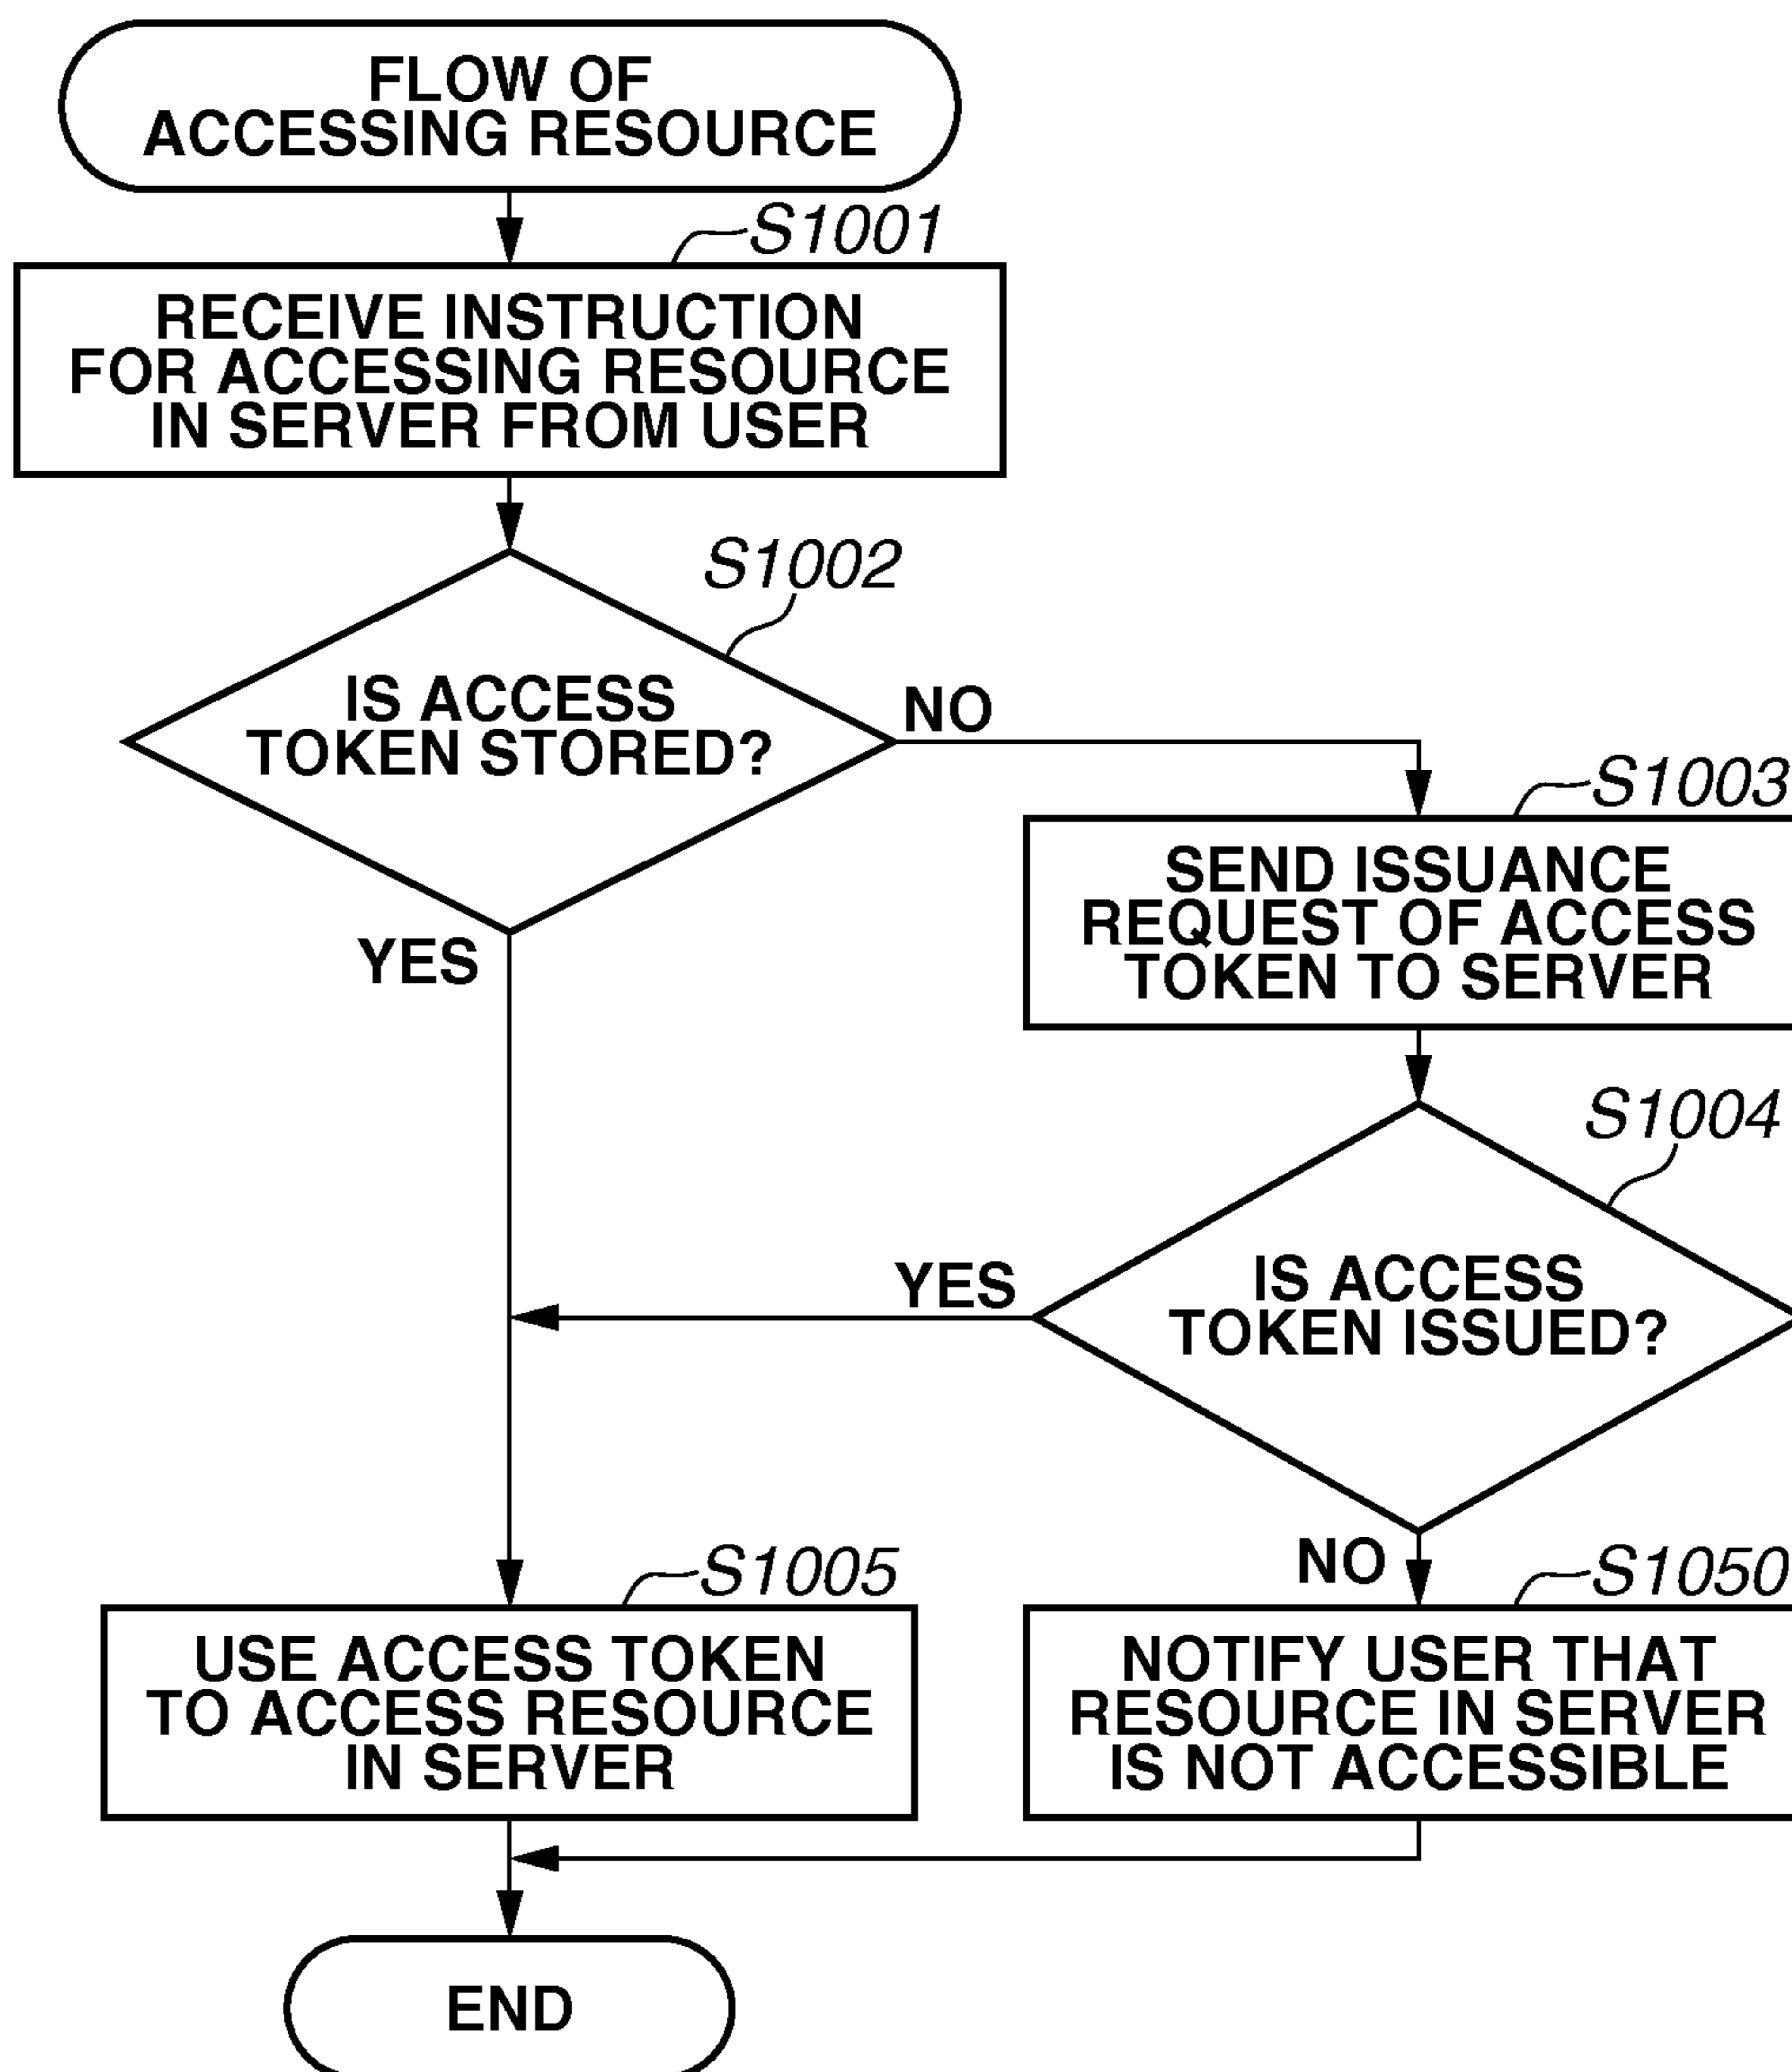 FLOW OF
ACCESSING RESOURCE
S1001
RECEIVE INSTRUCTION
FOR ACCESSING RESOURCE
IN SERVER FROM USER
S1002
IS ACCESS
TOKEN STORED?
NO
YES
S1003
SEND ISSUANCE
REQUEST OF ACCESS
TOKEN TO SERVER
S1004
IS ACCESS
TOKEN ISSUED?
YES
NO
S1005
USE ACCESS TOKEN
TO ACCESS RESOURCE
IN SERVER
S1050
NOTIFY USER THAT
RESOURCE IN SERVER
IS NOT ACCESSIBLE
END